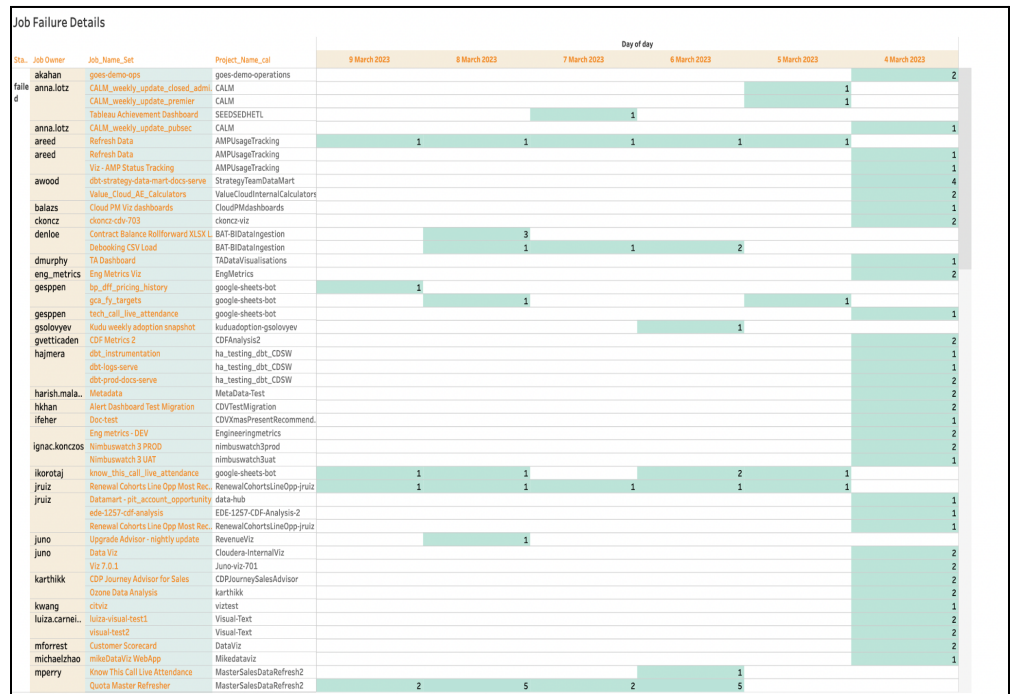 Job Failure Details
Day of day
Sta.. Job Owner Job_Name_Set Project_Name_cal 9 March 2023 8 March 2023 7 March 2023 6 March 2023 5 March 2023 4 March 2023
failed akahan goes-demo-ops goes-demo-operations 2
anna.lotz CALM_weekly_update_closed_admi.. CALM 1
CALM_weekly_update_premier CALM 1
Tableau Achievement Dashboard SEEDSEDHETL 1
anna.lotz CALM_weekly_update_pubsec CALM 1
areed Refresh Data AMPUsageTracking 1 1 1 1 1
areed Refresh Data AMPUsageTracking 1
Viz - AMP Status Tracking AMPUsageTracking 1
awood dbt-strategy-data-mart-docs-serve StrategyTeamDataMart 4
Value_Cloud_AE_Calculators ValueCloudInternalCalculators 2
balazs Cloud PM Viz dashboards CloudPMdashboards 1
ckoncz ckoncz-cdv-703 ckoncz-viz 2
denloe Contract Balance Rollforward XLSX L.. BAT-BIDataIngestion 3
Debooking CSV Load BAT-BIDataIngestion 1 1 2
dmurphy TA Dashboard TADataVisualisations 1
eng_metrics Eng Metrics Viz EngMetrics 2
gesppen bp_dff_pricing_history google-sheets-bot 1
gca_fy_targets google-sheets-bot 1 1
gesppen tech_call_live_attendance google-sheets-bot 1
gsolovyev Kudu weekly adoption snapshot kuduadoption-gsolovyev 1
gvetticaden CDF Metrics 2 CDFAnalysis2 2
hajmera dbt_instrumentation ha_testing_dbt_CDSW 1
dbt-logs-serve ha_testing_dbt_CDSW 1
dbt-prod-docs-serve ha_testing_dbt_CDSW 2
harish.mala.. Metadata MetaData-Test 2
hkhan Alert Dashboard Test Migration CDVTestMigration 2
ifeher Doc-test CDVXmasPresentRecommend.. 1
Eng metrics - DEV Engineeringmetrics 2
ignac.konczos Nimbuswatch 3 PROD nimbuswatch3prod 2
Nimbuswatch 3 UAT nimbuswatch3uat 1
ikorotaj know_this_call_live_attendance google-sheets-bot 1 1 2 1
jruiz Renewal Cohorts Line Opp Most Rec.. RenewalCohortsLineOpp-jruiz 1 1 1 1 1
jruiz Datamart - pit_account_opportunity data-hub 1
ede-1257-cdf-analysis EDE-1257-CDF-Analysis-2 1
Renewal Cohorts Line Opp Most Rec.. RenewalCohortsLineOpp-jruiz 1
juno Upgrade Advisor - nightly update RevenueViz 1
juno Data Viz Cloudera-InternalViz 2
Viz 7.0.1 Juno-viz-701 2
karthikk CDP Journey Advisor for Sales CDPJourneySalesAdvisor 2
Ozone Data Analysis karthikk 2
kwang citviz viztest 1
luiza.carnei.. luiza-visual-test1 Visual-Text 2
visual-test2 Visual-Text 2
mforrest Customer Scorecard DataViz 2
michaelzhao mikeDataViz WebApp Mikedataviz 1
mperry Know This Call Live Attendance MasterSalesDataRefresh2 1
Quota Master Refresher MasterSalesDataRefresh2 2 5 2 5